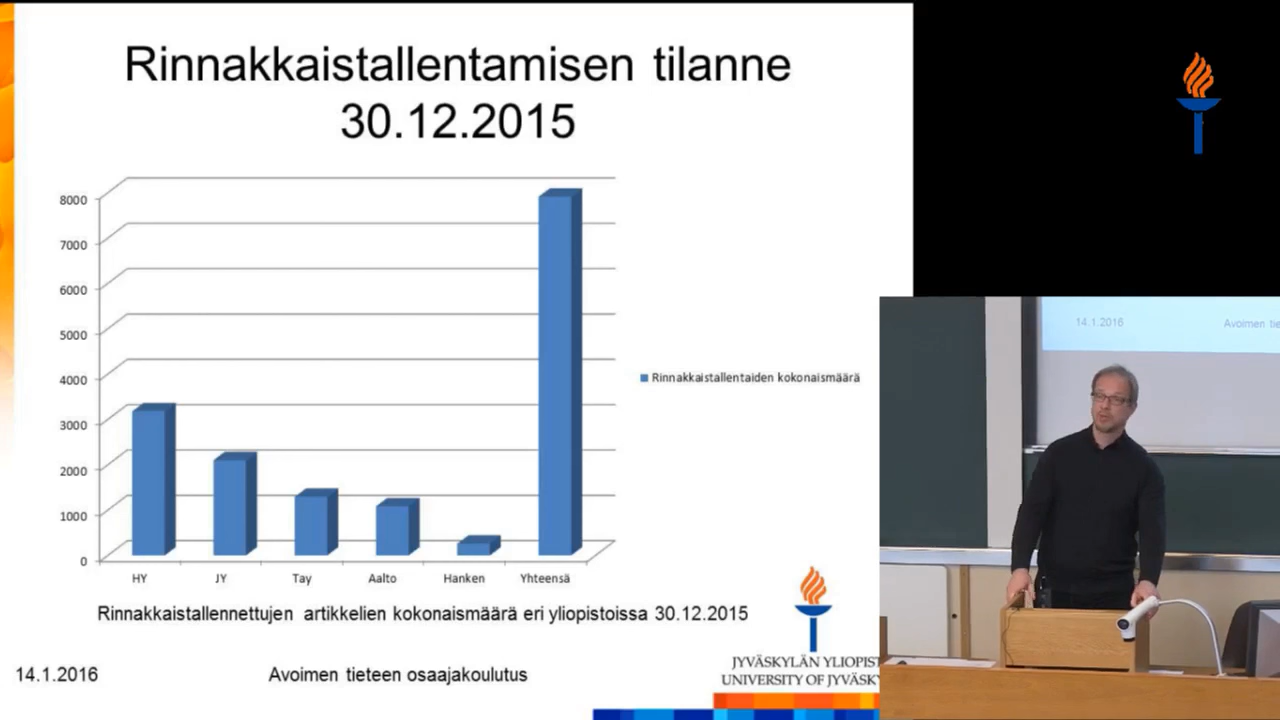 Rinnakkaistallentamisen tilanne
30.12.2015
8000
7000
6000
5000
4000
3000
2000
1000
0
HY JY Tay Aalto Hanken Yhteensä
Rinnakkaistallentaiden kokonaismäärä
Rinnakkaistallennettujen artikkelien kokonaismäärä eri yliopistoissa 30.12.2015
14.1.2016 Avoimen tieteen osaajakoulutus
JYVÄSKYLÄN YLIOPIS
UNIVERSITY OF JYVÄSK
14.1.2016 Avoimen tie